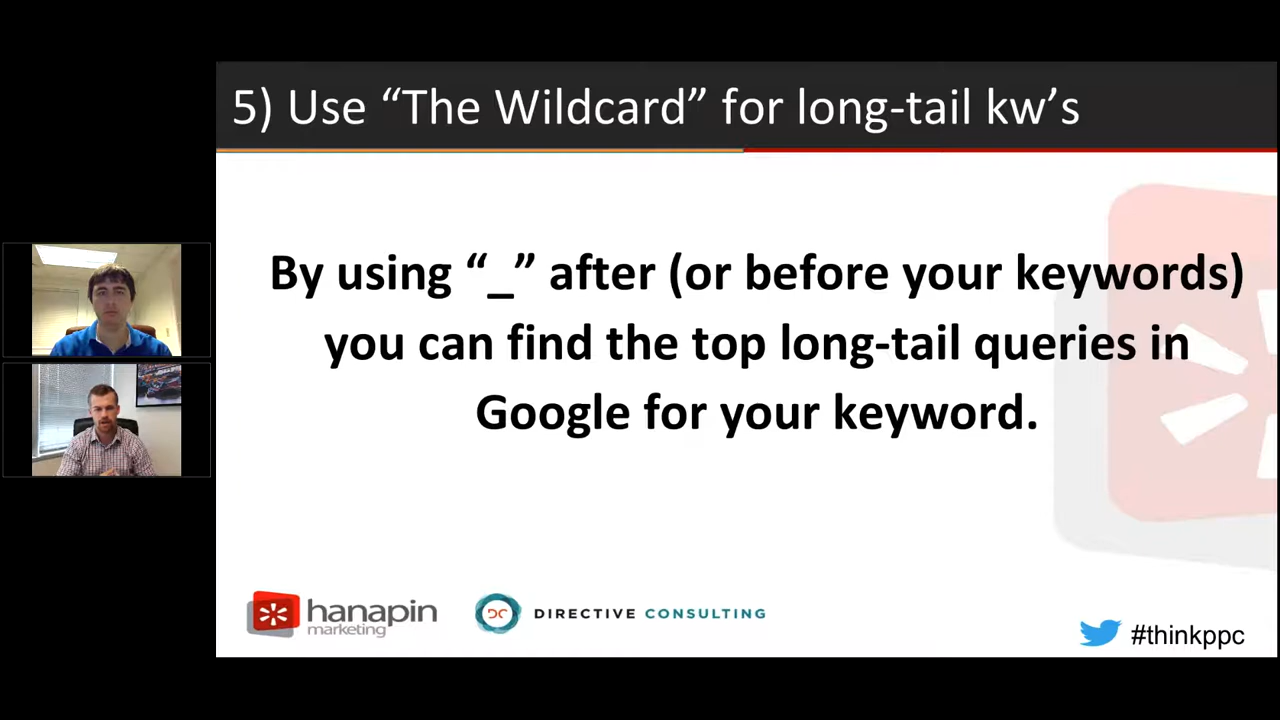 5) Use “The Wildcard” for long-tail kw’s
By using “_” after (or before your keywords)
you can find the top long-tail queries in
Google for your keyword.
hanapin
marketing
DC DIRECTIVE CONSULTING
#thinkppc